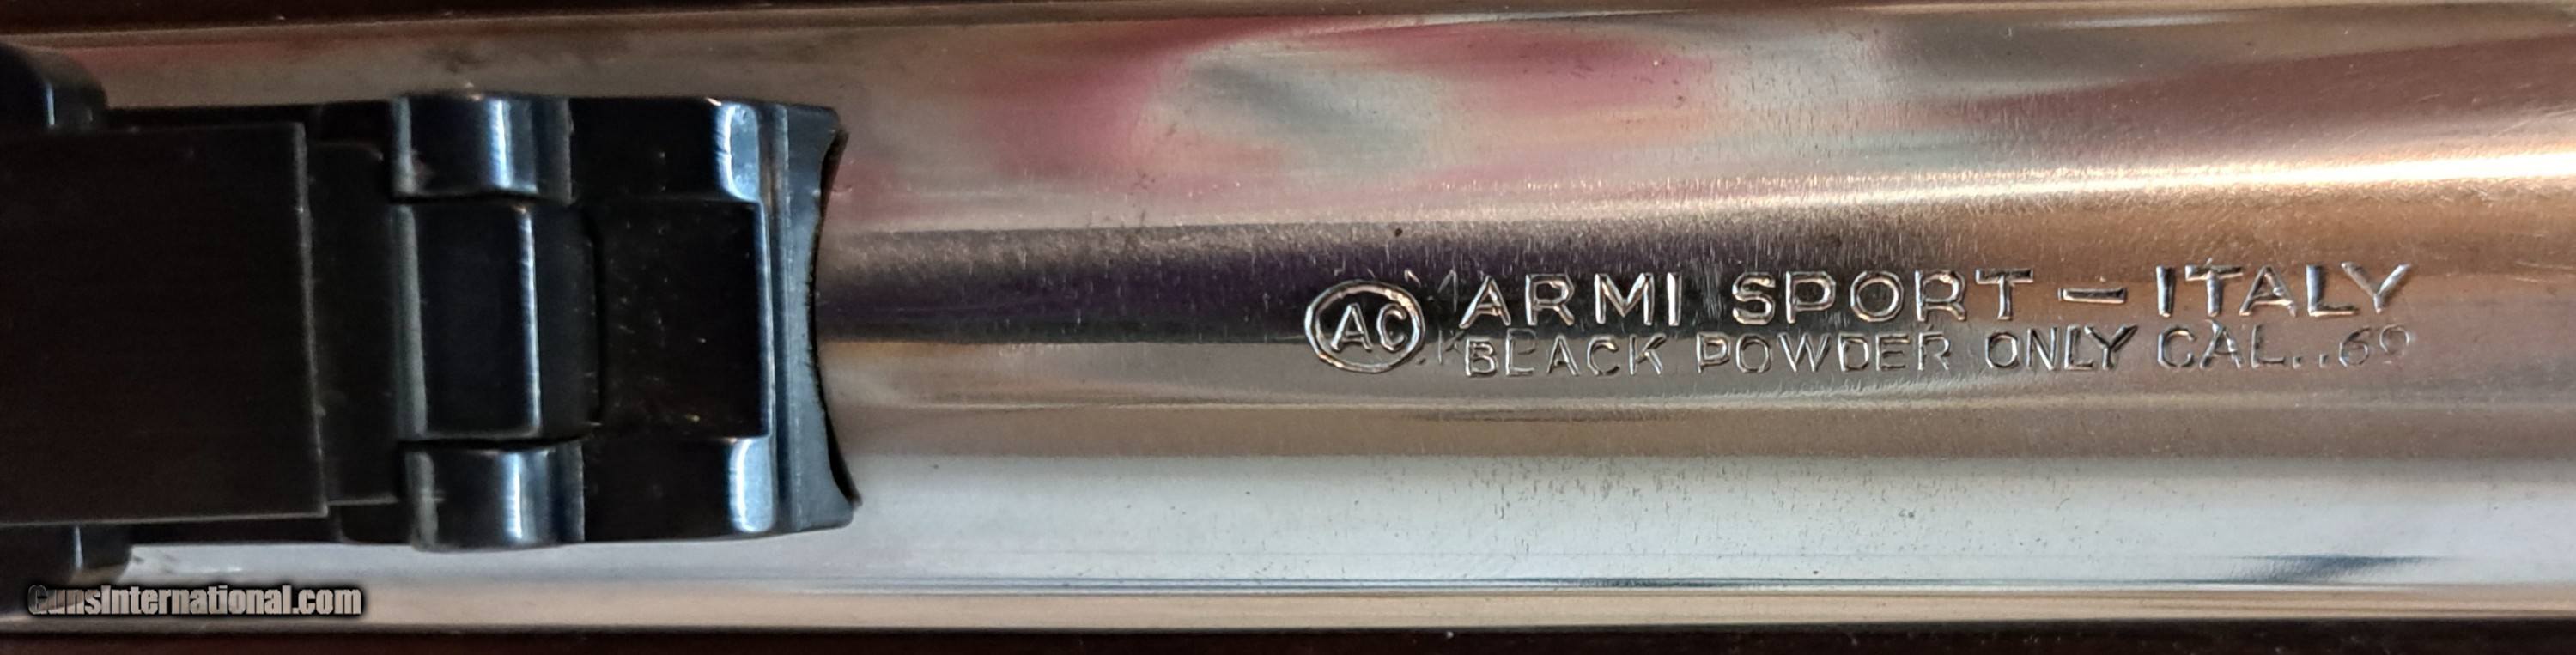 AC ARMI SPORT - ITALY
BLACK POWDER ONLY CAL. .69
GunsInternational.com